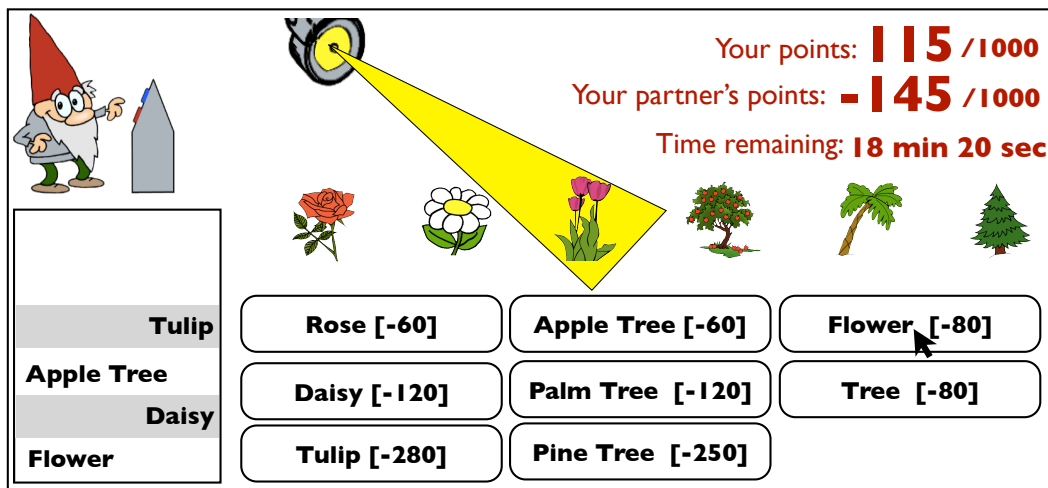 Your points: 115 /1000
Your partner's points: -145 /1000
Time remaining: 18 min 20 sec
Tulip
Apple Tree
Daisy
Flower
Rose [-60]
Apple Tree [-60]
Flower [-80]
Daisy [-120]
Palm Tree [-120]
Tree [-80]
Tulip [-280]
Pine Tree [-250]